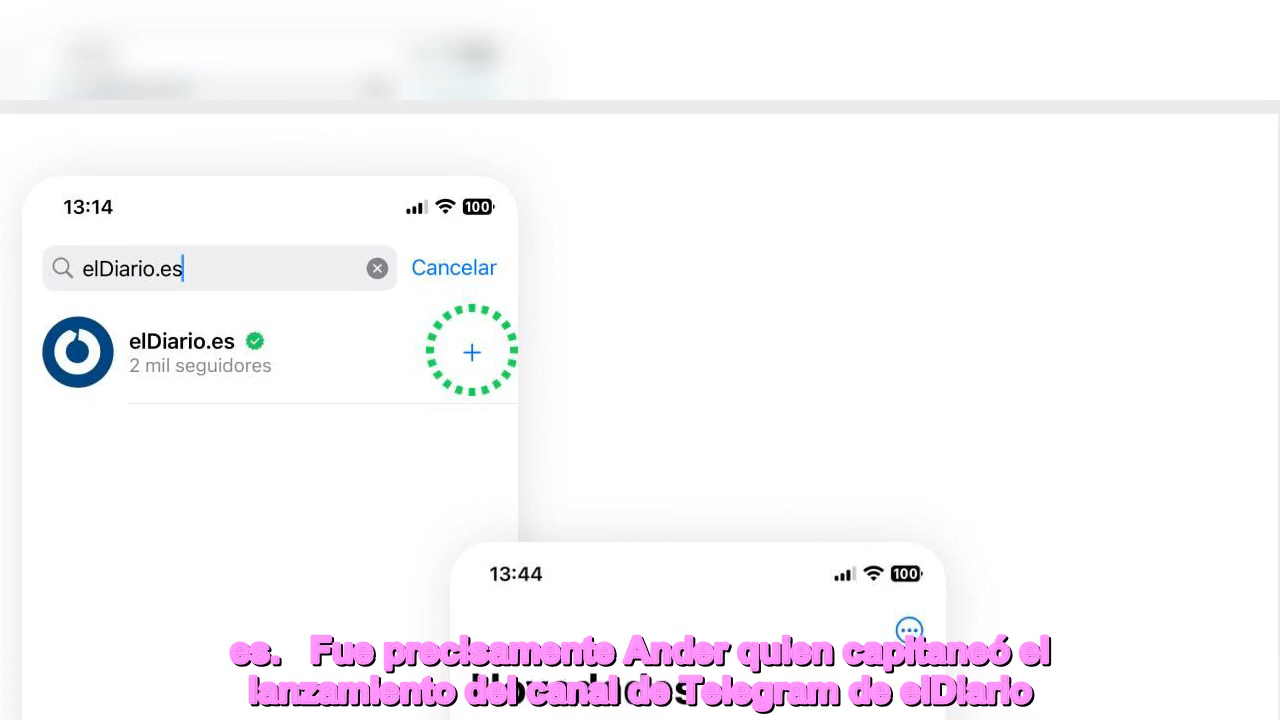 13:14
100
elDiario.es
Cancelar
elDiario.es
2 mil seguidores
13:44
100
es. Fue precisamente Ander quien capitaneó el
lanzamiento del canal de Telegram de elDiario